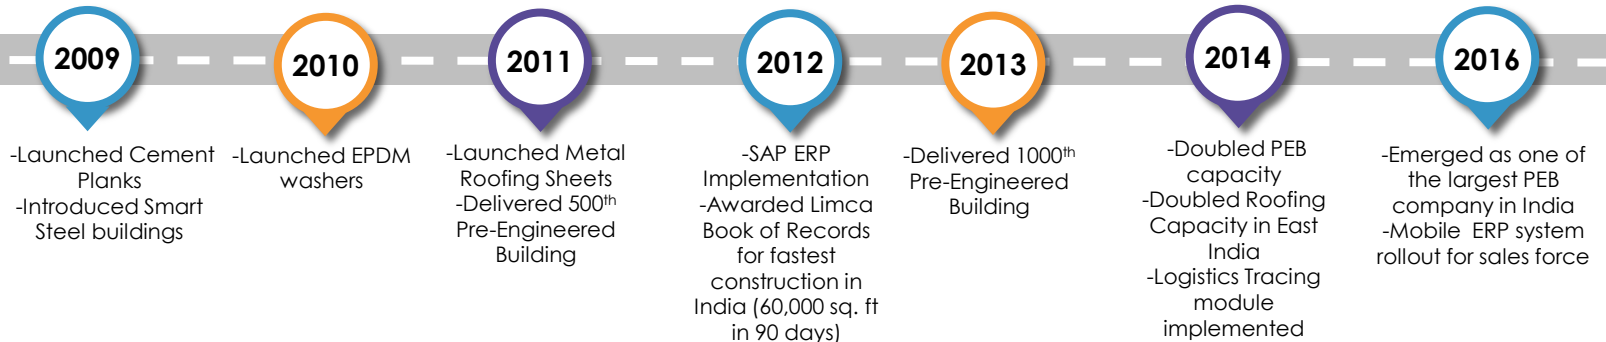 2009
-Launched Cement
Planks
-Introduced Smart
Steel buildings
2010
-Launched EPDM
washers
2011
-Launched Metal
Roofing Sheets
-Delivered 500th
Pre-Engineered
Building
2012
-SAP ERP
Implementation
-Awarded Limca
Book of Records
for fastest
construction in
India (60,000 sq. ft
in 90 days)
2013
-Delivered 1000th
Pre-Engineered
Building
2014
-Doubled PEB
capacity
-Doubled Roofing
Capacity in East
India
-Logistics Tracing
module
implemented
2016
-Emerged as one of
the largest PEB
company in India
-Mobile ERP system
rollout for sales force